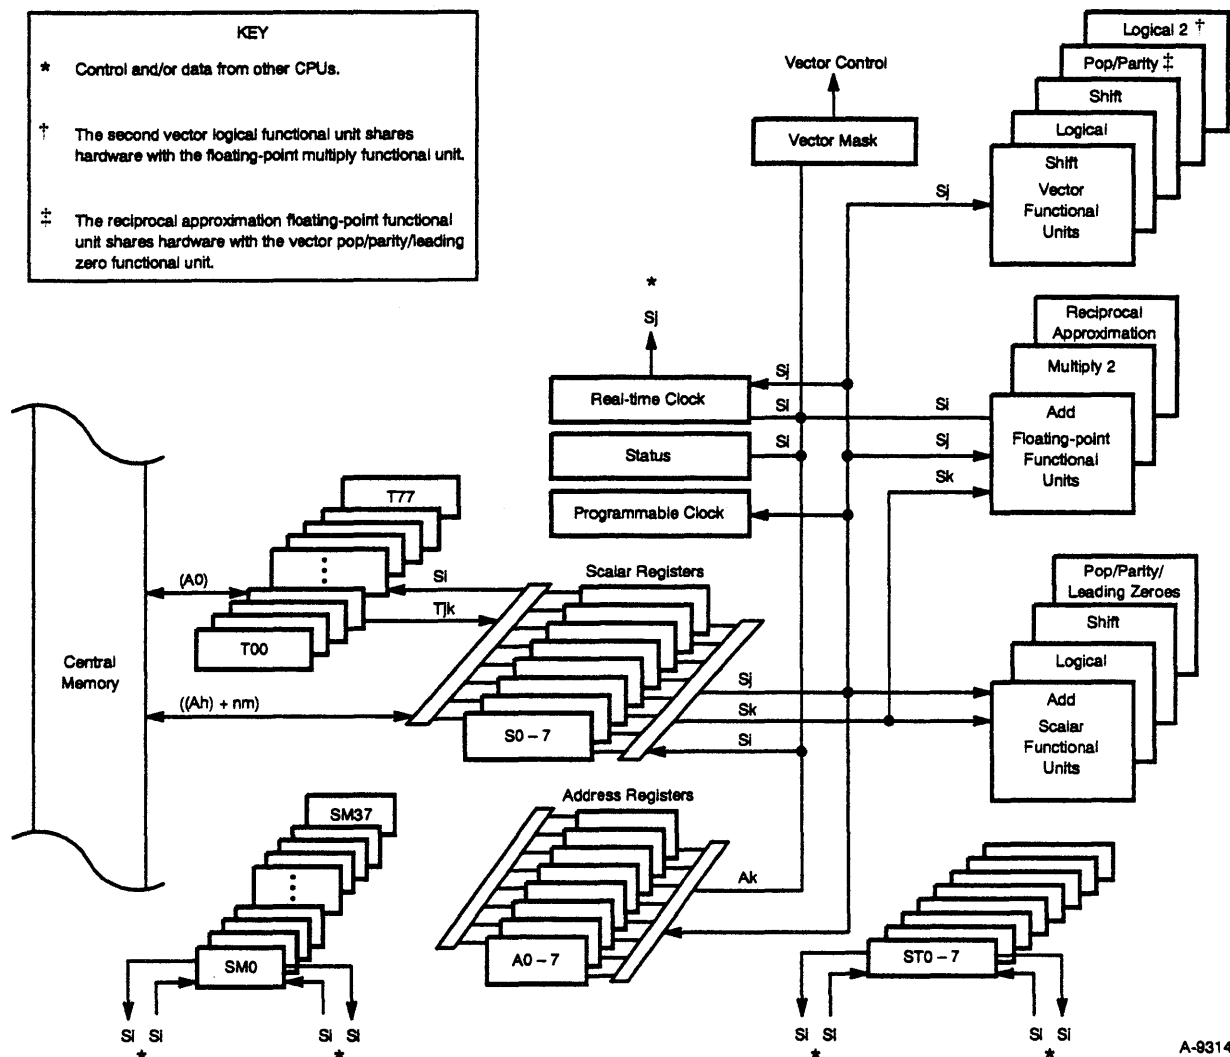 KEY
* Control and/or data from other CPUs.
† The second vector logical functional unit shares
hardware with the floating-point multiply functional unit.
‡ The reciprocal approximation floating-point functional
unit shares hardware with the vector pop/parity/leading
zero functional unit.
Vector Control
Vector Mask
Logical 2 †
Pop/Parity ‡
Shift
Logical
Shift
Vector
Functional
Units
Sj
*
Sj
Real-time Clock
Sj
Si
Status
Si
Programmable Clock
Reciprocal
Approximation
Multiply 2
Add
Floating-point
Functional
Units
Si
Sj
Sk
T77
T00
(A0)
Si
Tjk
Central
Memory
((Ah) + nm)
Scalar Registers
S0 – 7
Sj
Sk
Si
Pop/Parity/
Leading Zeroes
Shift
Logical
Add
Scalar
Functional
Units
SM37
SM0
Si Si
*
Si Si
*
Address Registers
A0 – 7
Ak
ST0 – 7
Si Si
*
Si Si
*
A-9314